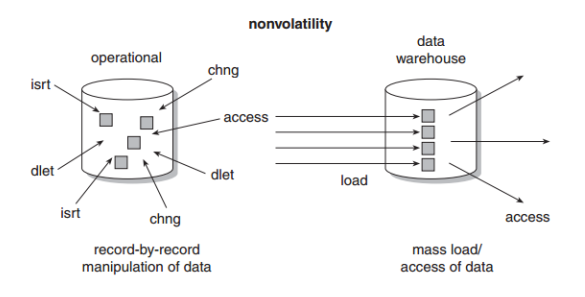 nonvolatility
operational
data
warehouse
isrt
chng
access
dlet
dlet
isrt
chng
load
access
record-by-record
manipulation of data
mass load/
access of data